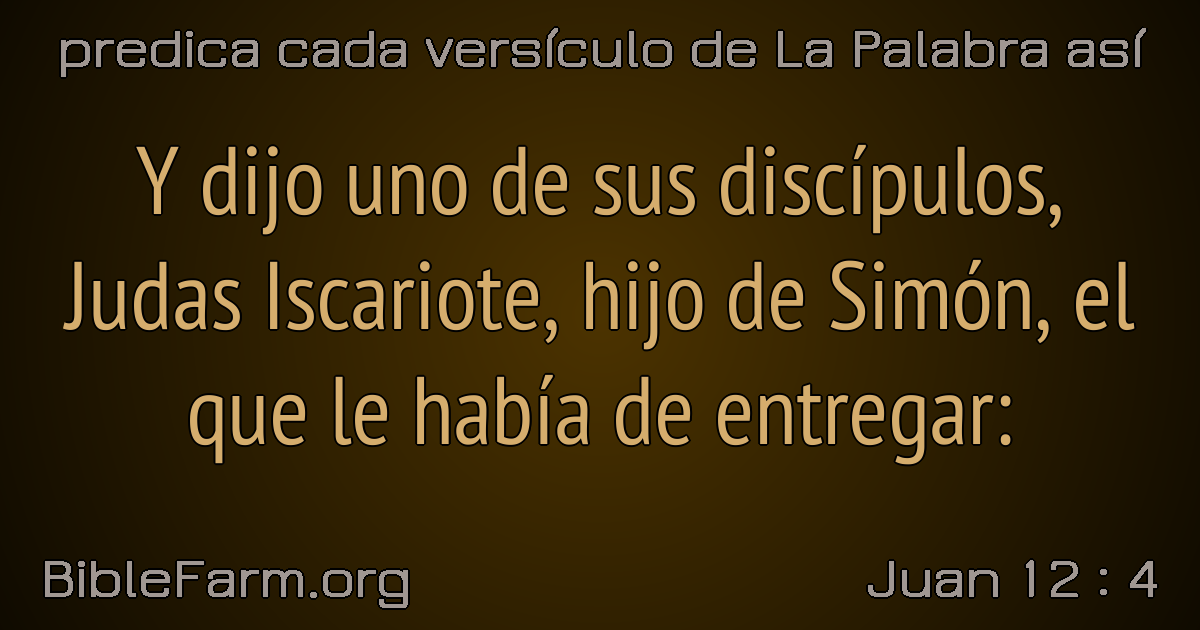 predica cada versículo de La Palabra así
Y dijo uno de sus discípulos,
Judas Iscariote, hijo de Simón, el
que le había de entregar:
BibleFarm.org
Juan 12 : 4